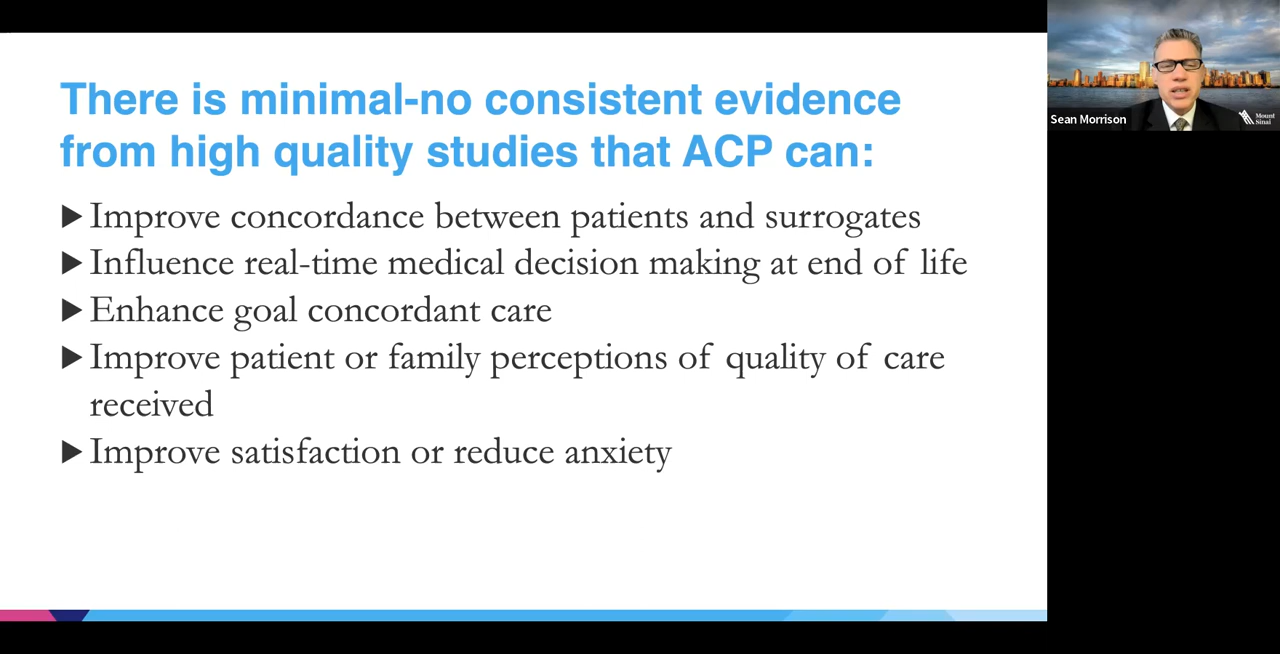 There is minimal-no consistent evidence
from high quality studies that ACP can:
Improve concordance between patients and surrogates
Influence real-time medical decision making at end of life
Enhance goal concordant care
Improve patient or family perceptions of quality of care
received
Improve satisfaction or reduce anxiety
Sean Morrison
Mount
Sinai